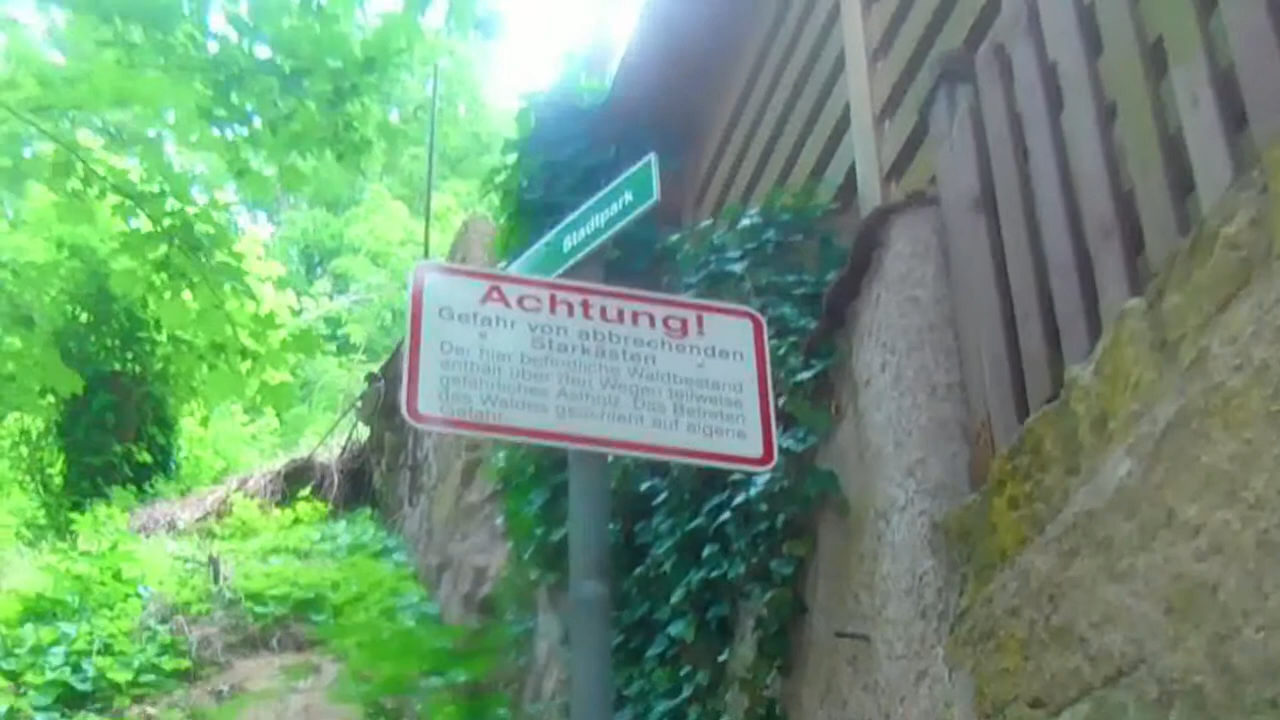 Stadtpark
Achtung!
Gefahr von abbrechenden
Starkästen
Der hier befindliche Waldbestand
enthält über den Wegen teilweise
gefährliches Astholz. Das Betreten
des Waldes geschieht auf eigene
Gefahr.